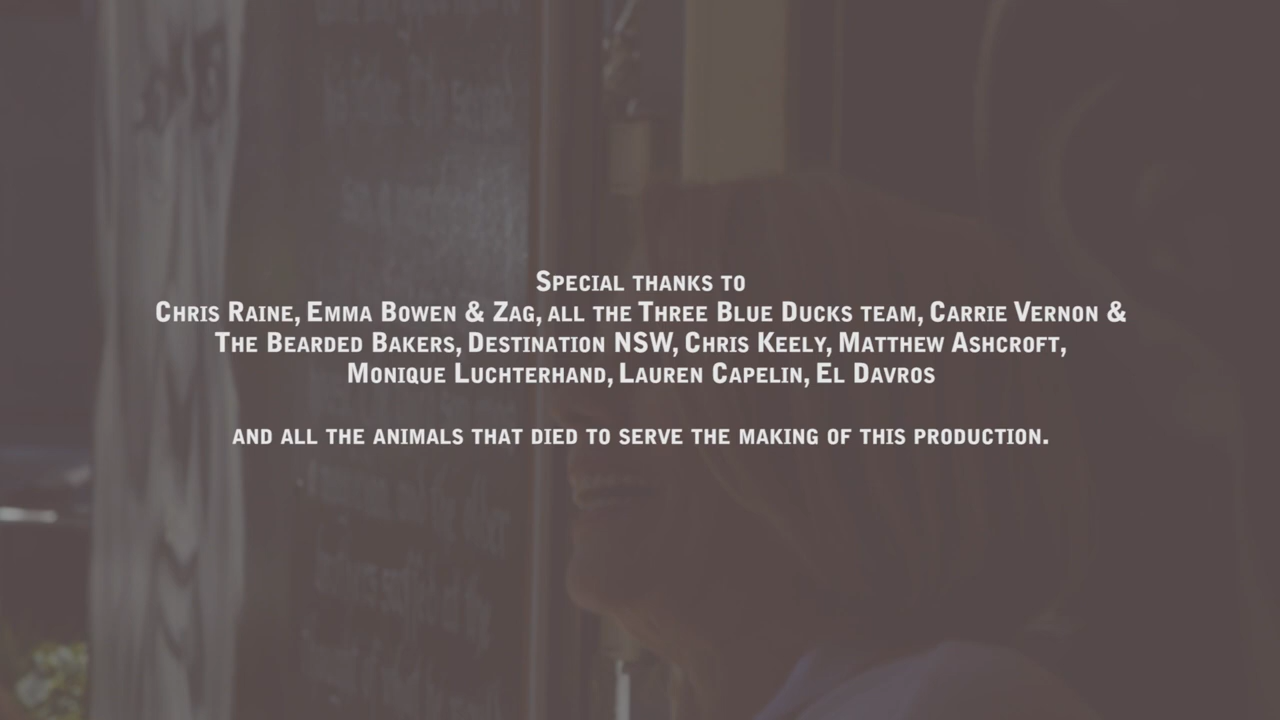 Special thanks to
Chris Raine, Emma Bowen & Zag, all the Three Blue Ducks team, Carrie Vernon &
The Bearded Bakers, Destination NSW, Chris Keely, Matthew Ashcroft,
Monique Luchterhand, Lauren Capelin, El Davros
and all the animals that died to serve the making of this production.